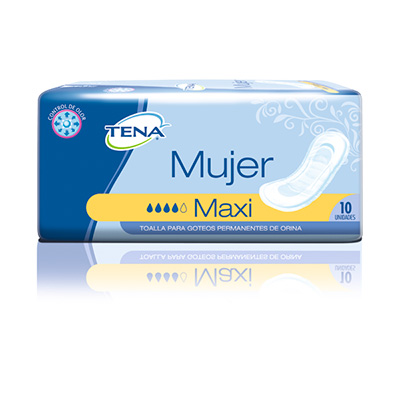 CONTROL DE OLOR
TENA
Mujer
Maxi
10
UNIDADES
TOALLA PARA GOTEOS PERMANENTES DE ORINA